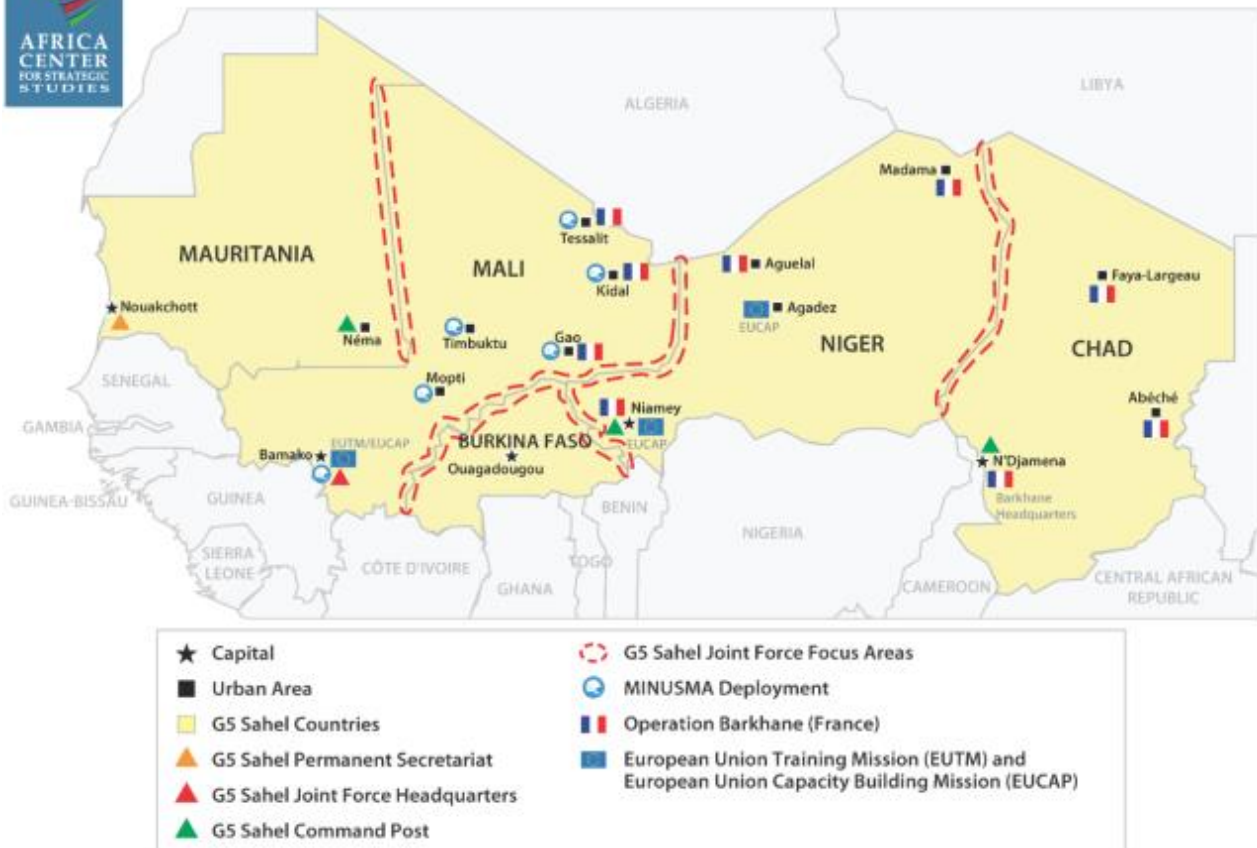 AFRICA
CENTER
FOR STRATEGIC
STUDIES
ALGERIA
LIBYA
Madama
Tessalit
MAURITANIA
MALI
Kidal
Aguelal
Faya-Largeau
Nouakchott
Agadez
EUCAP
Néma
Timbuktu
Gao
NIGER
CHAD
SENEGAL
Mopti
Niamey
Abéché
GAMBIA
EUTM/EUCAP
BURKINA FASO
EUCAP
Bamako
Ouagadougou
N'Djamena
GUINEA-BISSAU
GUINEA
BENIN
Barkhane
Headquarters
NIGERIA
SIERRA
LEONE
CÔTE D'IVOIRE
TOGO
GHANA
CAMEROON
CENTRAL AFRICAN
REPUBLIC
Capital
Urban Area
G5 Sahel Countries
G5 Sahel Permanent Secretariat
G5 Sahel Joint Force Headquarters
G5 Sahel Command Post
G5 Sahel Joint Force Focus Areas
MINUSMA Deployment
Operation Barkhane (France)
European Union Training Mission (EUTM) and
European Union Capacity Building Mission (EUCAP)